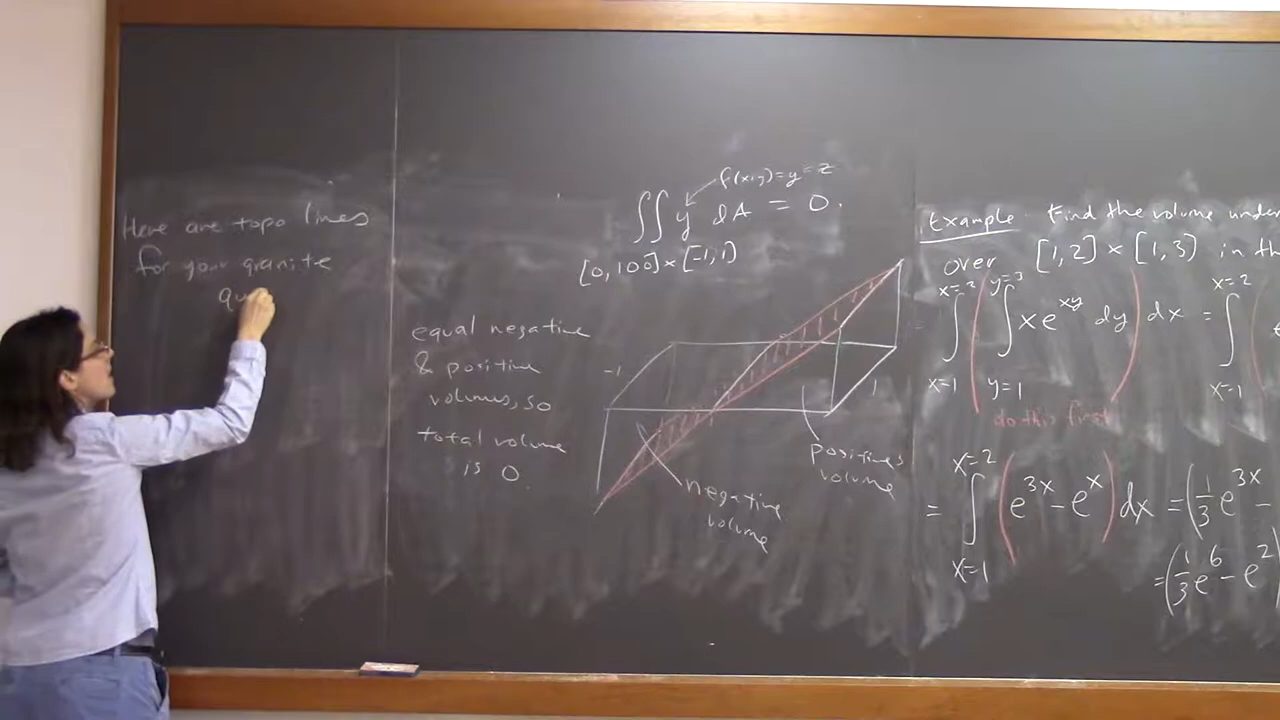 Here are topo lines
for your granite
qu
f(x,y)=y=z
∬ y dA = 0.
[0,100]×[-1,1]
equal negative
& positive
volumes, so
total volume
is 0.
-1
1
positive
volume
negative
volume
Example. Find the volume under
over [1,2]×[1,3] in th
x=2 y=3 x=2
∫ ( ∫ xe^{xy} dy ) dx = ∫ (
x=1 y=1 x=1
do this first
x=2
= ∫ ( e^{3x} - e^x ) dx = ( 1/3 e^{3x} -
x=1
= ( 1/3 e^6 - e^2 )